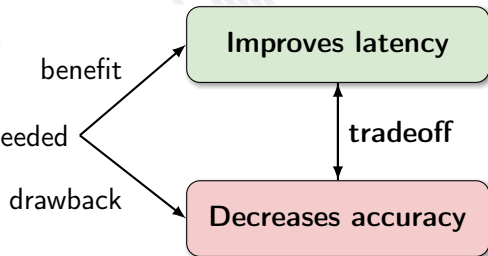 Improves latency
benefit
eeded
tradeoff
drawback
Decreases accuracy